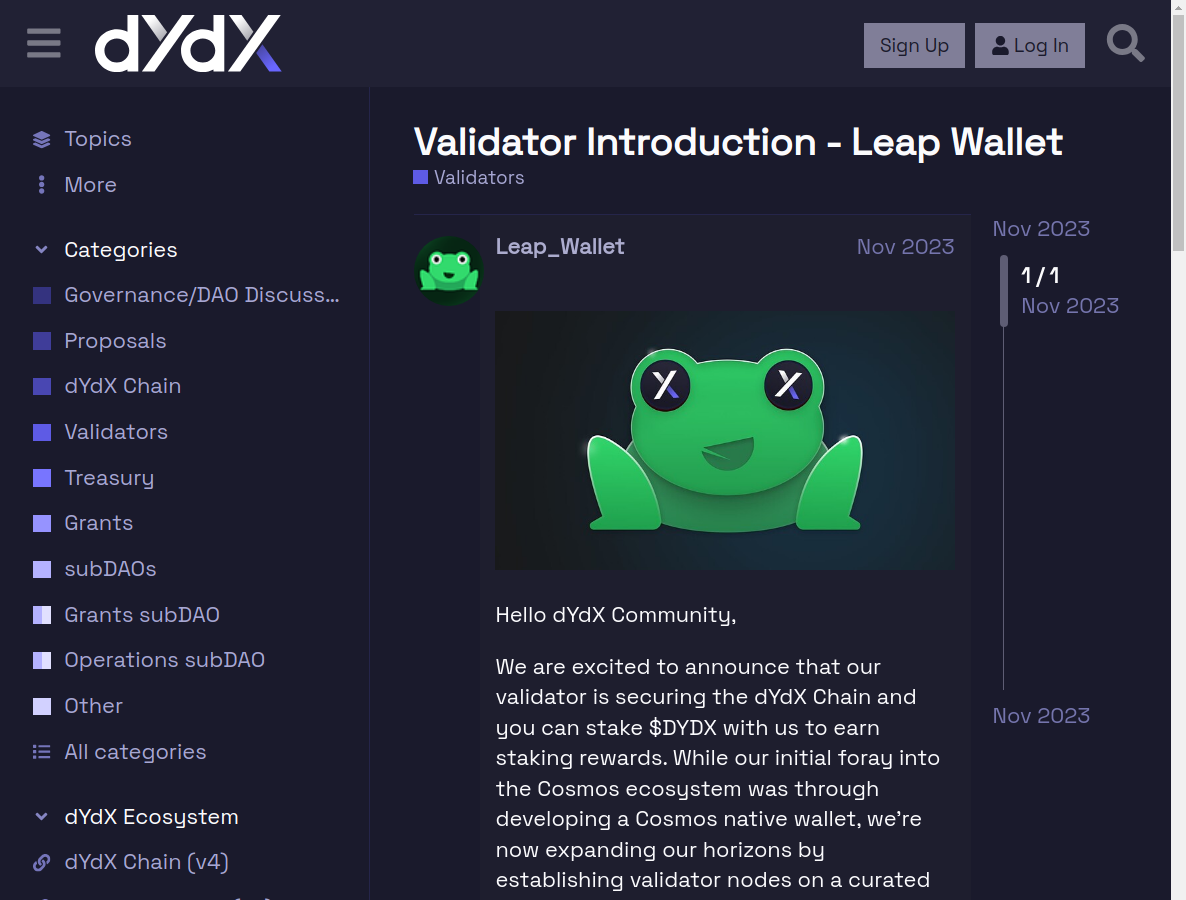 dYdX
Sign Up
Log In
Topics
More
Categories
Governance/DAO Discuss...
Proposals
dYdX Chain
Validators
Treasury
Grants
subDAOs
Grants subDAO
Operations subDAO
Other
All categories
dYdX Ecosystem
dYdX Chain (v4)
Validator Introduction - Leap Wallet
Validators
Leap_Wallet
Nov 2023
X X
Hello dYdX Community,
We are excited to announce that our
validator is securing the dYdX Chain and
you can stake $DYDX with us to earn
staking rewards. While our initial foray into
the Cosmos ecosystem was through
developing a Cosmos native wallet, we’re
now expanding our horizons by
establishing validator nodes on a curated
Nov 2023
1 / 1
Nov 2023
Nov 2023